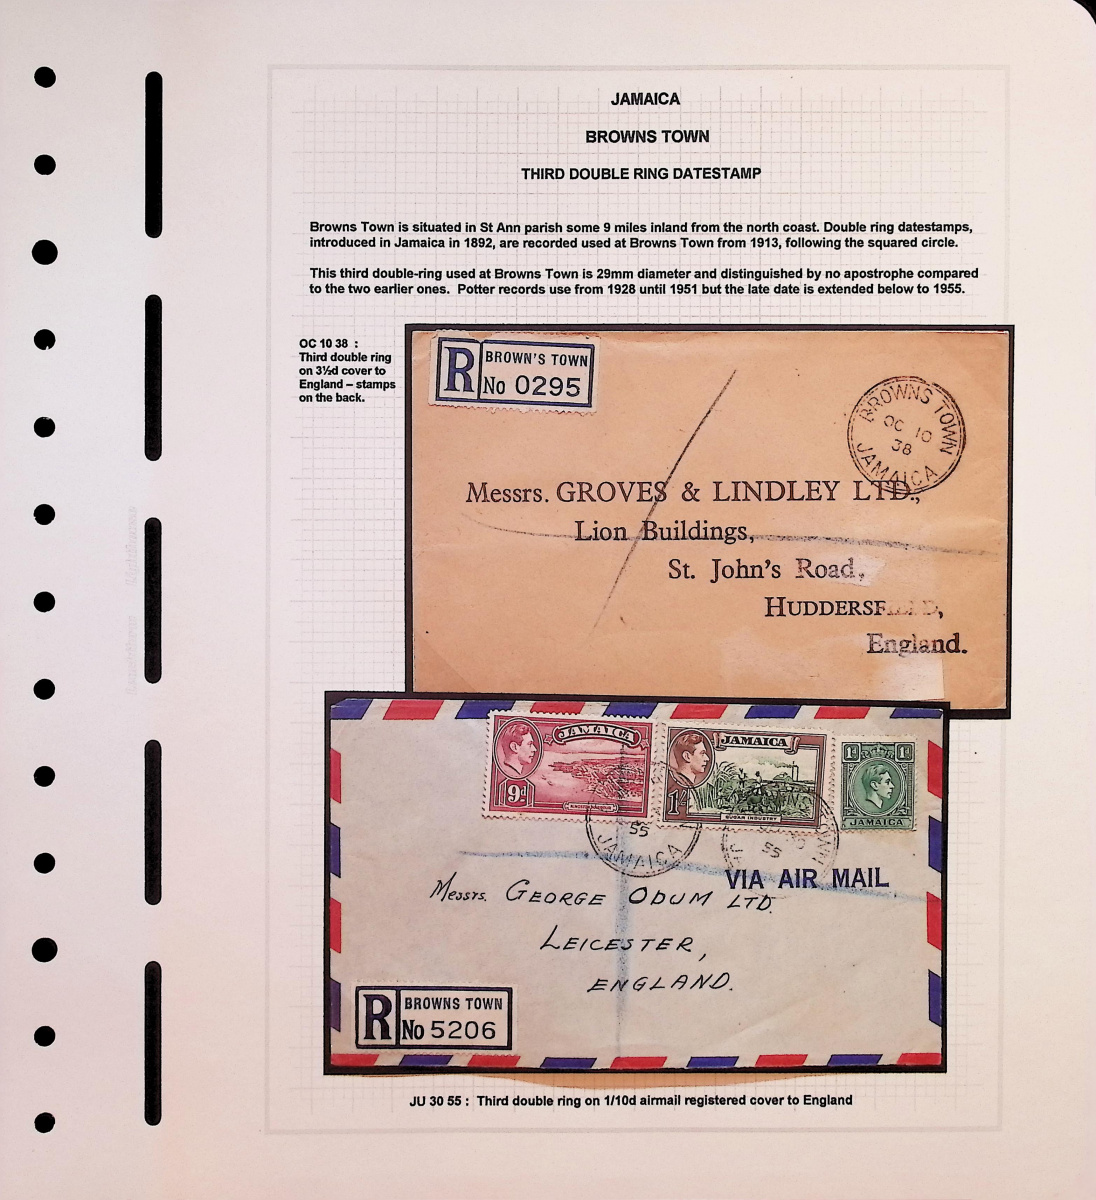 JAMAICA
BROWNS TOWN
THIRD DOUBLE RING DATESTAMP
Browns Town is situated in St Ann parish some 9 miles inland from the north coast. Double ring datestamps,
introduced in Jamaica in 1892, are recorded used at Browns Town from 1913, following the squared circle.
This third double-ring used at Browns Town is 29mm diameter and distinguished by no apostrophe compared
to the two earlier ones. Potter records use from 1928 until 1951 but the late date is extended below to 1955.
OC 10 38 :
Third double ring
on 3½d cover to
England – stamps
on the back.
R BROWN'S TOWN
No 0295
BROWNS TOWN
OC 10
38
JAMAICA
Messrs. GROVES & LINDLEY LTD.,
Lion Buildings,
St. John's Road,
HUDDERSFIELD,
England.
JAMAICA
9d
JAMAICA
1/-
SUGAR INDUSTRY
1d 1d
JAMAICA
55
JAMAICA
55
VIA AIR MAIL
Messrs. GEORGE ODUM LTD.
LEICESTER,
ENGLAND.
R BROWNS TOWN
No 5206
JU 30 55 : Third double ring on 1/10d airmail registered cover to England